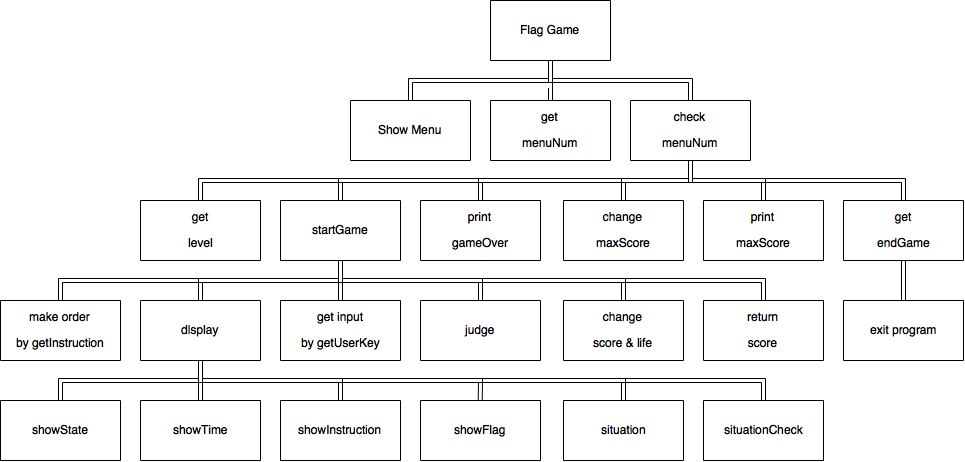 Flag Game
Show Menu
get
menuNum
check
menuNum
get
level
startGame
print
gameOver
change
maxScore
print
maxScore
get
endGame
make order
by getInstruction
dIsplay
get input
by getUserKey
judge
change
score & life
return
score
exit program
showState
showTime
showInstruction
showFlag
situation
situationCheck